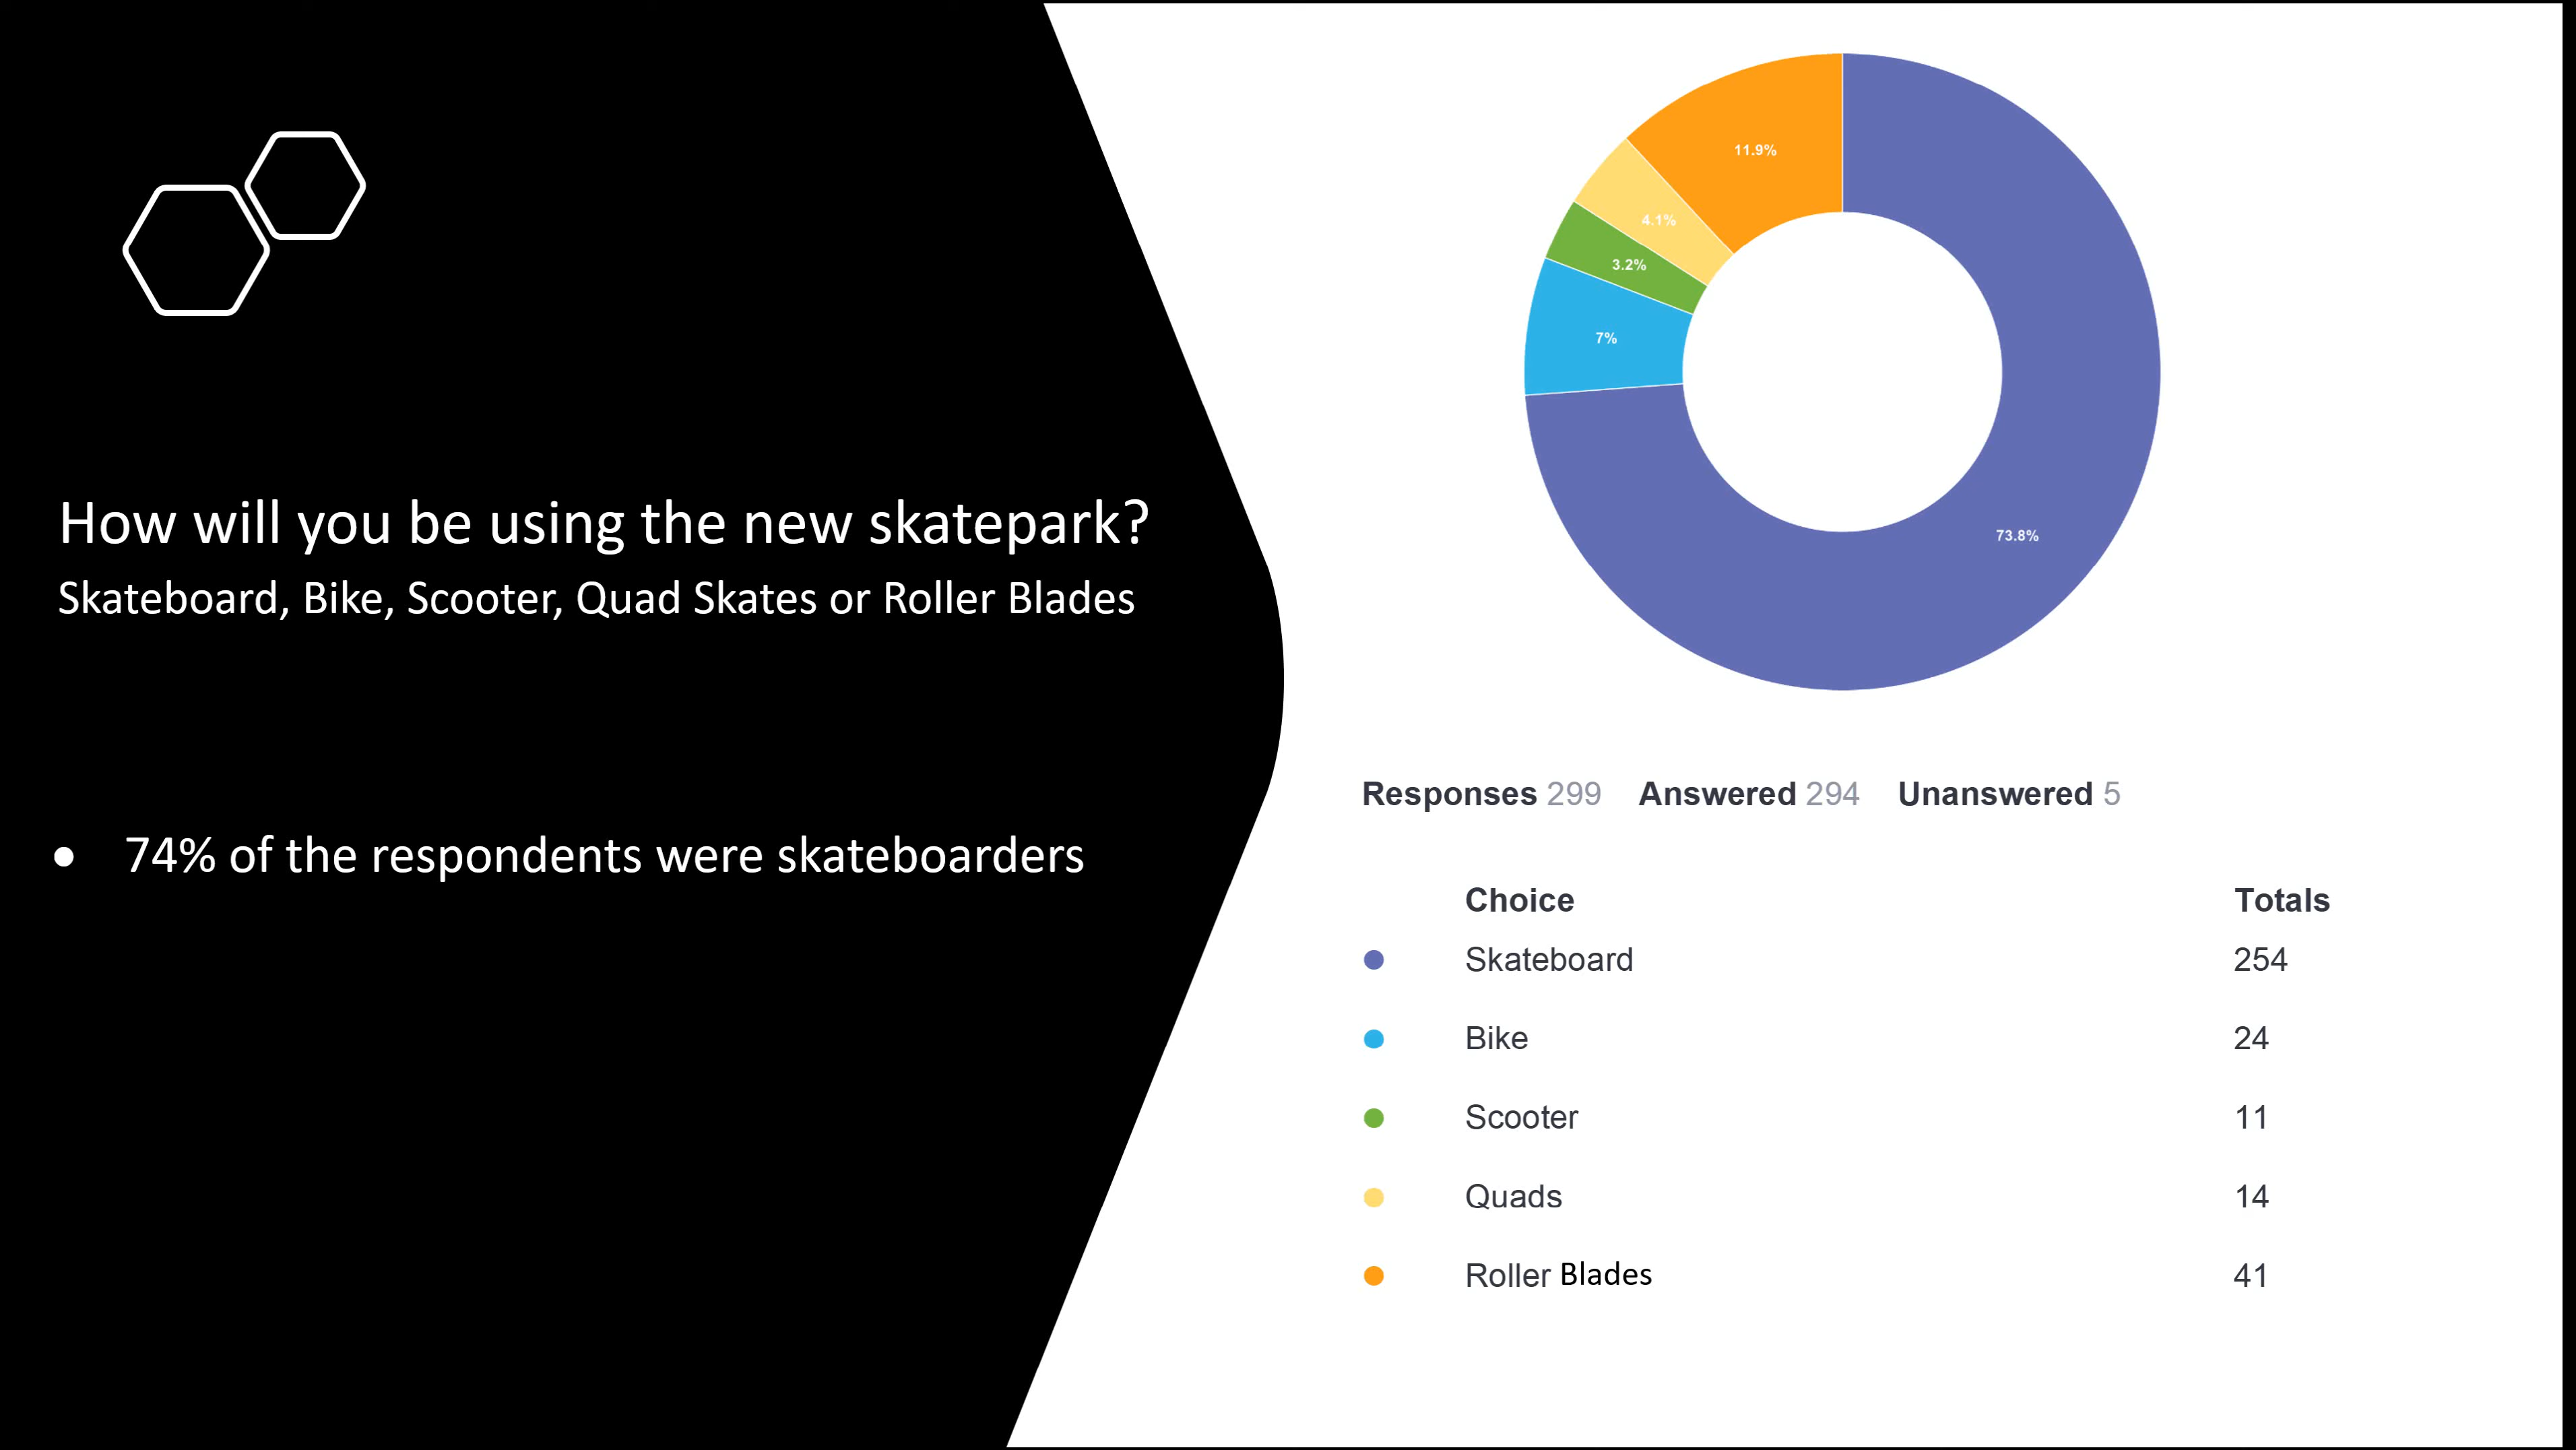 How will you be using the new skatepark?
Skateboard, Bike, Scooter, Quad Skates or Roller Blades
• 74% of the respondents were skateboarders
11.9%
4.1%
3.2%
7%
73.8%
Responses 299 Answered 294 Unanswered 5
Choice Totals
Skateboard 254
Bike 24
Scooter 11
Quads 14
Roller Blades 41